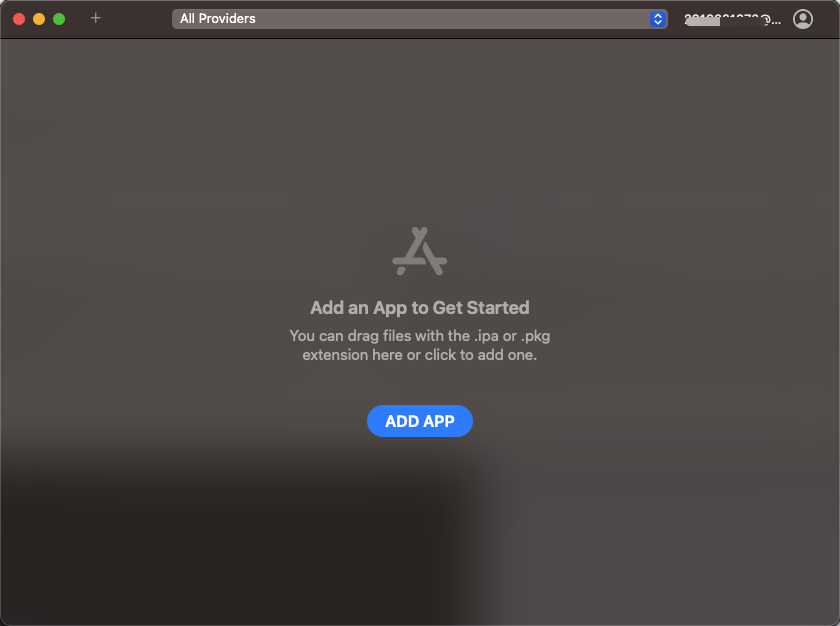 All Providers
Add an App to Get Started
You can drag files with the .ipa or .pkg
extension here or click to add one.
ADD APP